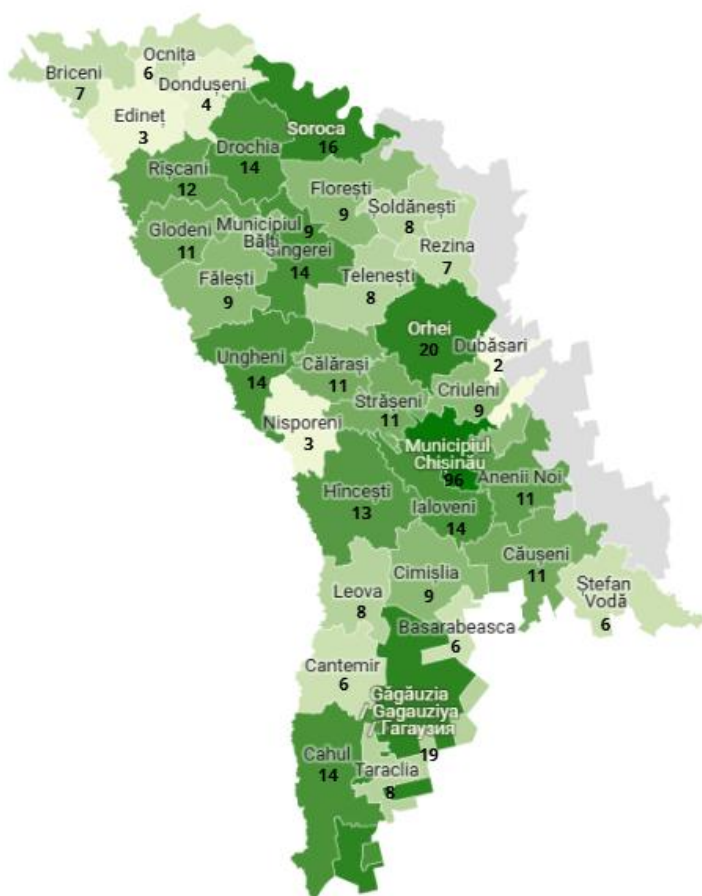 Ocnița
6
Briceni
7
Dondușeni
4
Edineț
3
Soroca
16
Drochia
14
Rîșcani
12
Florești
9
Șoldănești
8
Glodeni
11
Municipiul
Bălți
9
Sîngerei
14
Rezina
7
Telenești
8
Fălești
9
Orhei
20
Dubăsari
2
Ungheni
14
Călărași
11
Criuleni
9
Strășeni
11
Nisporeni
3
Municipiul
Chișinău
96
Anenii Noi
11
Hîncești
13
Ialoveni
14
Căușeni
11
Cimișlia
9
Leova
8
Ștefan
Vodă
6
Basarabeasca
6
Cantemir
6
Găgăuzia
/ Gagauziya
/ Гагаузия
19
Cahul
14
Taraclia
8